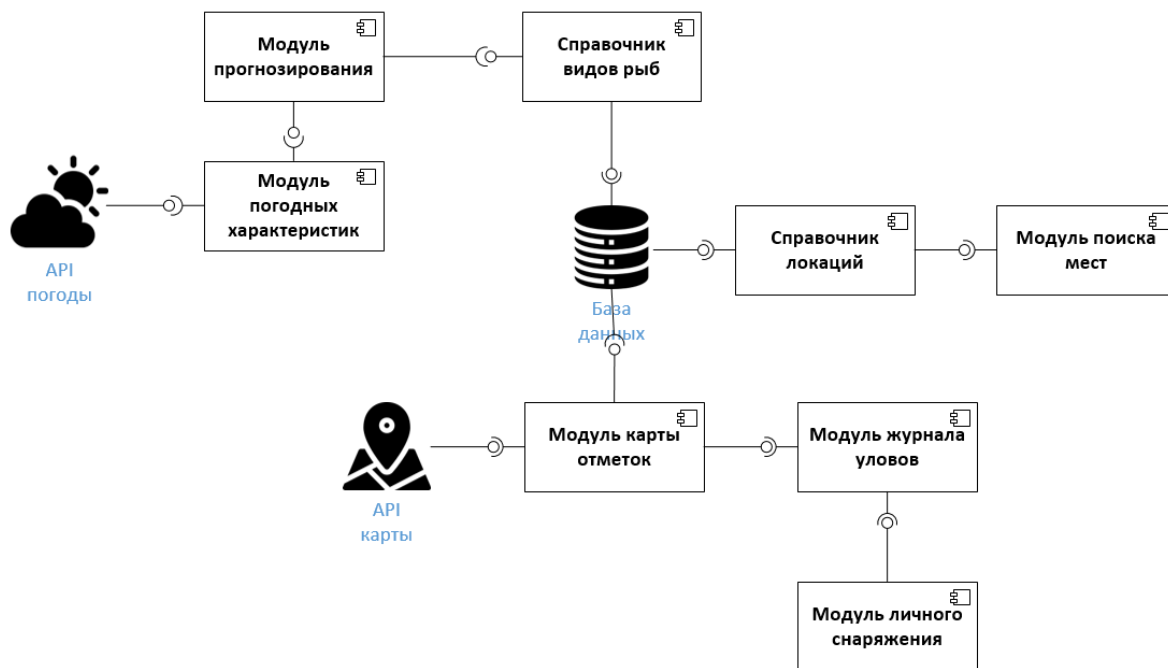 Модуль
прогнозирования
Справочник
видов рыб
Модуль
погодных
характеристик
API
погоды
База
данных
Справочник
локаций
Модуль поиска
мест
API
карты
Модуль карты
отметок
Модуль журнала
уловов
Модуль личного
снаряжения